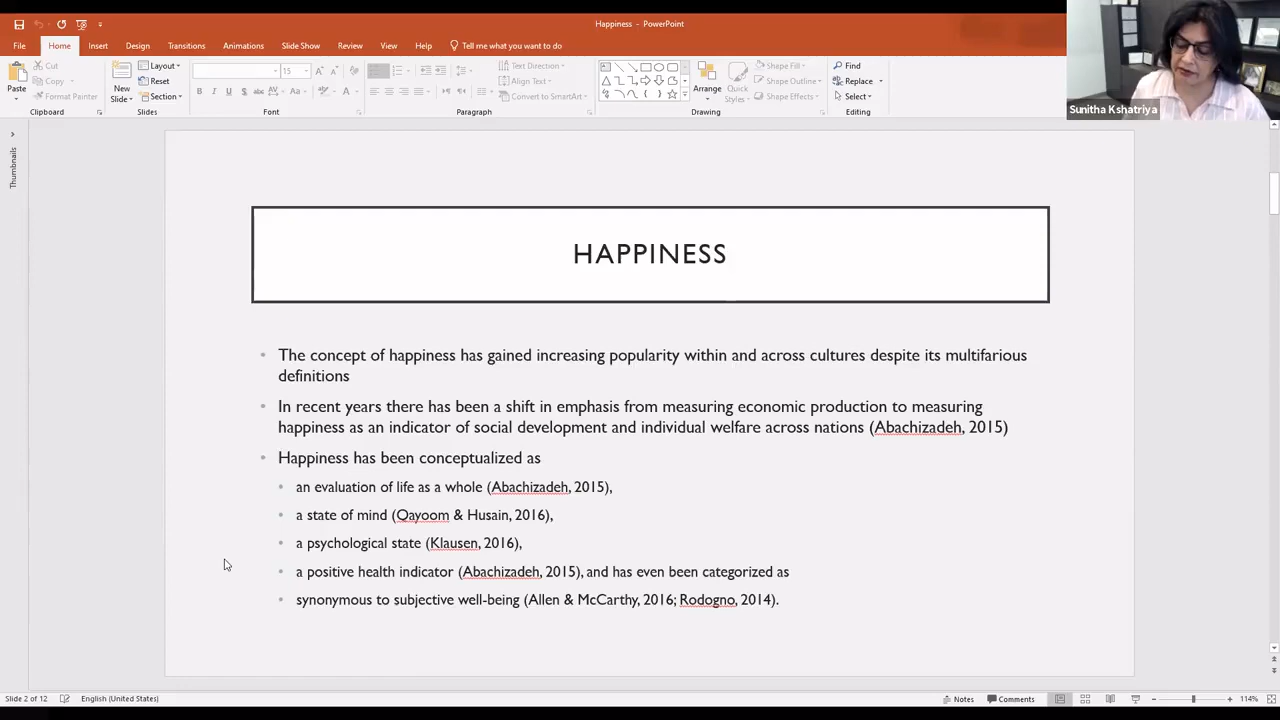 Happiness - PowerPoint
File Home Insert Design Transitions Animations Slide Show Review View Help Tell me what you want to do
Paste Cut Copy Format Painter Clipboard
New Slide Layout Reset Section Slides
15 B I U S Font
Text Direction Align Text Convert to SmartArt Paragraph
Arrange Quick Styles Shape Fill Shape Outline Shape Effects Drawing
Find Replace Select Editing
Sunitha Kshatriya
Thumbnails
HAPPINESS
• The concept of happiness has gained increasing popularity within and across cultures despite its multifarious
definitions
• In recent years there has been a shift in emphasis from measuring economic production to measuring
happiness as an indicator of social development and individual welfare across nations (Abachizadeh, 2015)
• Happiness has been conceptualized as
• an evaluation of life as a whole (Abachizadeh, 2015),
• a state of mind (Qayoom & Husain, 2016),
• a psychological state (Klausen, 2016),
• a positive health indicator (Abachizadeh, 2015), and has even been categorized as
• synonymous to subjective well-being (Allen & McCarthy, 2016; Rodogno, 2014).
Slide 2 of 12 English (United States) Notes Comments 114%